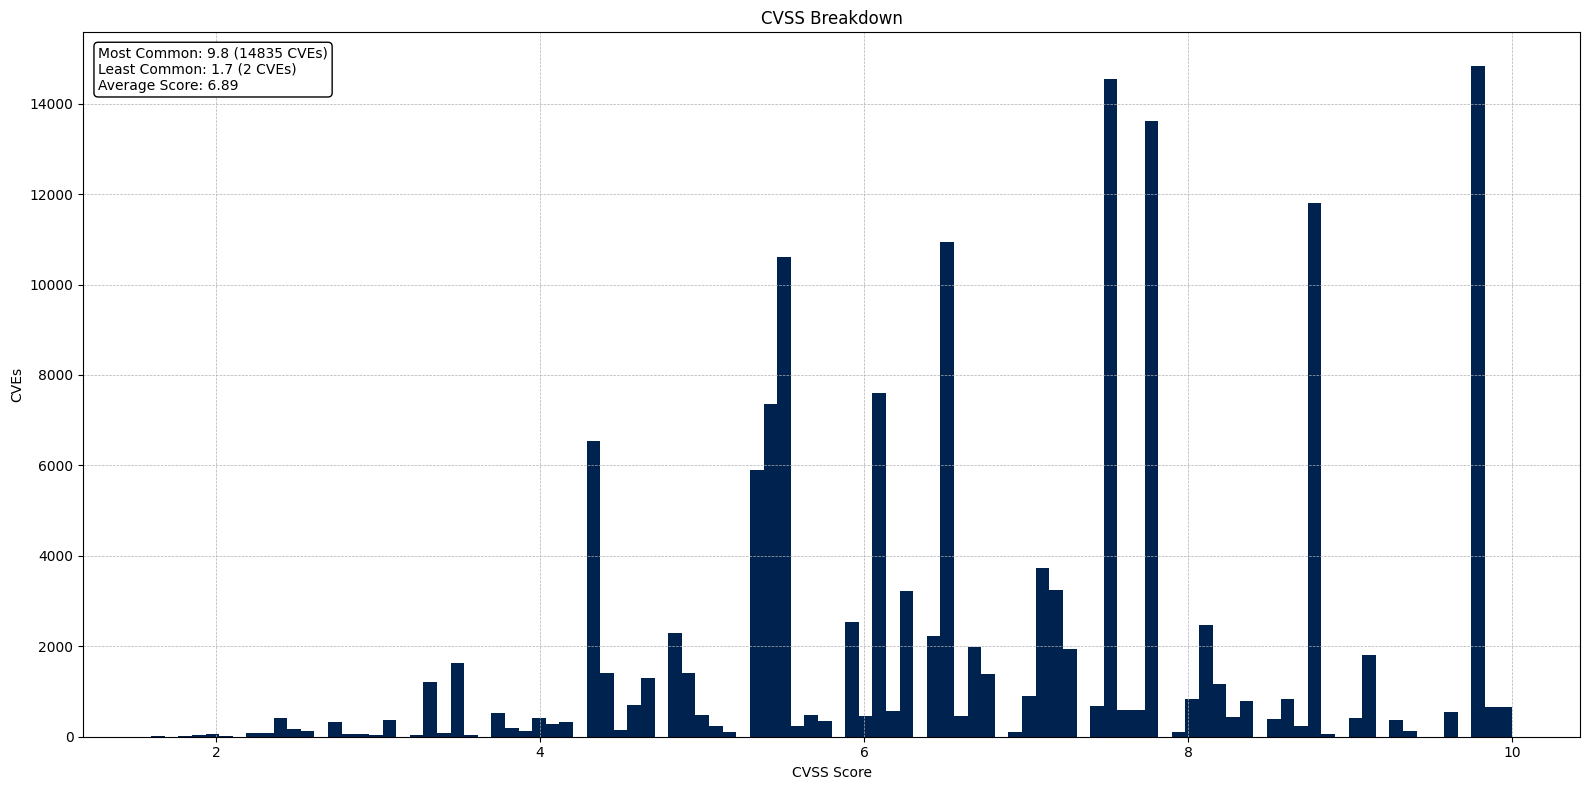 CVSS Breakdown
Most Common: 9.8 (14835 CVEs)
Least Common: 1.7 (2 CVEs)
Average Score: 6.89
14000
12000
10000
8000
6000
4000
2000
0
CVEs
2 4 6 8 10
CVSS Score